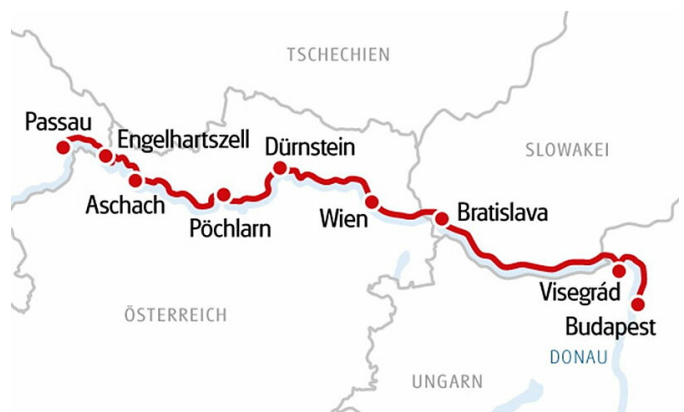 TSCHECHIEN
Passau
Engelhartszell
Dürnstein
SLOWAKEI
Aschach
Pöchlarn
Wien
Bratislava
Visegrád
ÖSTERREICH
Budapest
DONAU
UNGARN